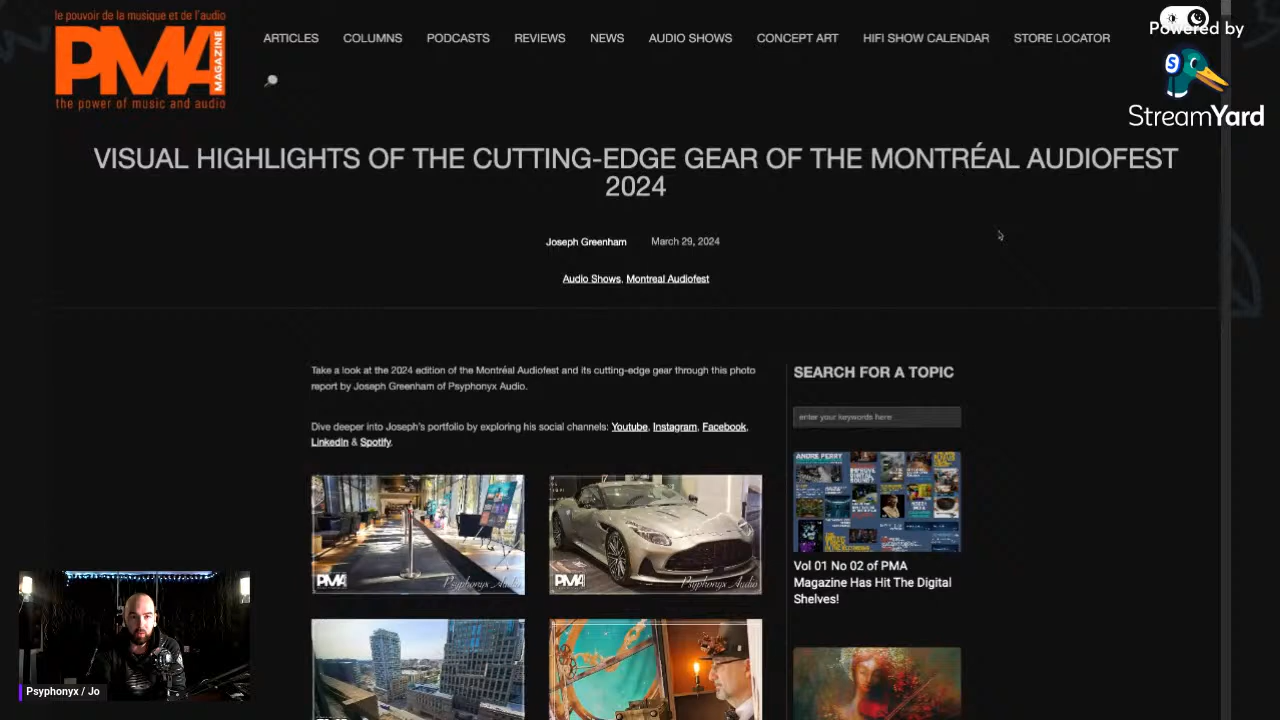 le pouvoir de la musique et de l'audio
PMA
MAGAZINE
the power of music and audio
ARTICLES
COLUMNS
PODCASTS
REVIEWS
NEWS
AUDIO SHOWS
CONCEPT ART
HIFI SHOW CALENDAR
STORE LOCATOR
Powered by
StreamYard
VISUAL HIGHLIGHTS OF THE CUTTING-EDGE GEAR OF THE MONTRÉAL AUDIOFEST
2024
Joseph Greenham
March 29, 2024
Audio Shows, Montreal Audiofest
Take a look at the 2024 edition of the Montréal Audiofest and its cutting-edge gear through this photo
report by Joseph Greenham of Psyphonyx Audio.
Dive deeper into Joseph's portfolio by exploring his social channels: Youtube, Instagram, Facebook,
LinkedIn & Spotify.
PMA
Psyphonyx Audio
PMA
Psyphonyx Audio
SEARCH FOR A TOPIC
enter your keywords here
ANDRE PERRY
Vol 01 No 02 of PMA
Magazine Has Hit The Digital
Shelves!
Psyphonyx / Jo